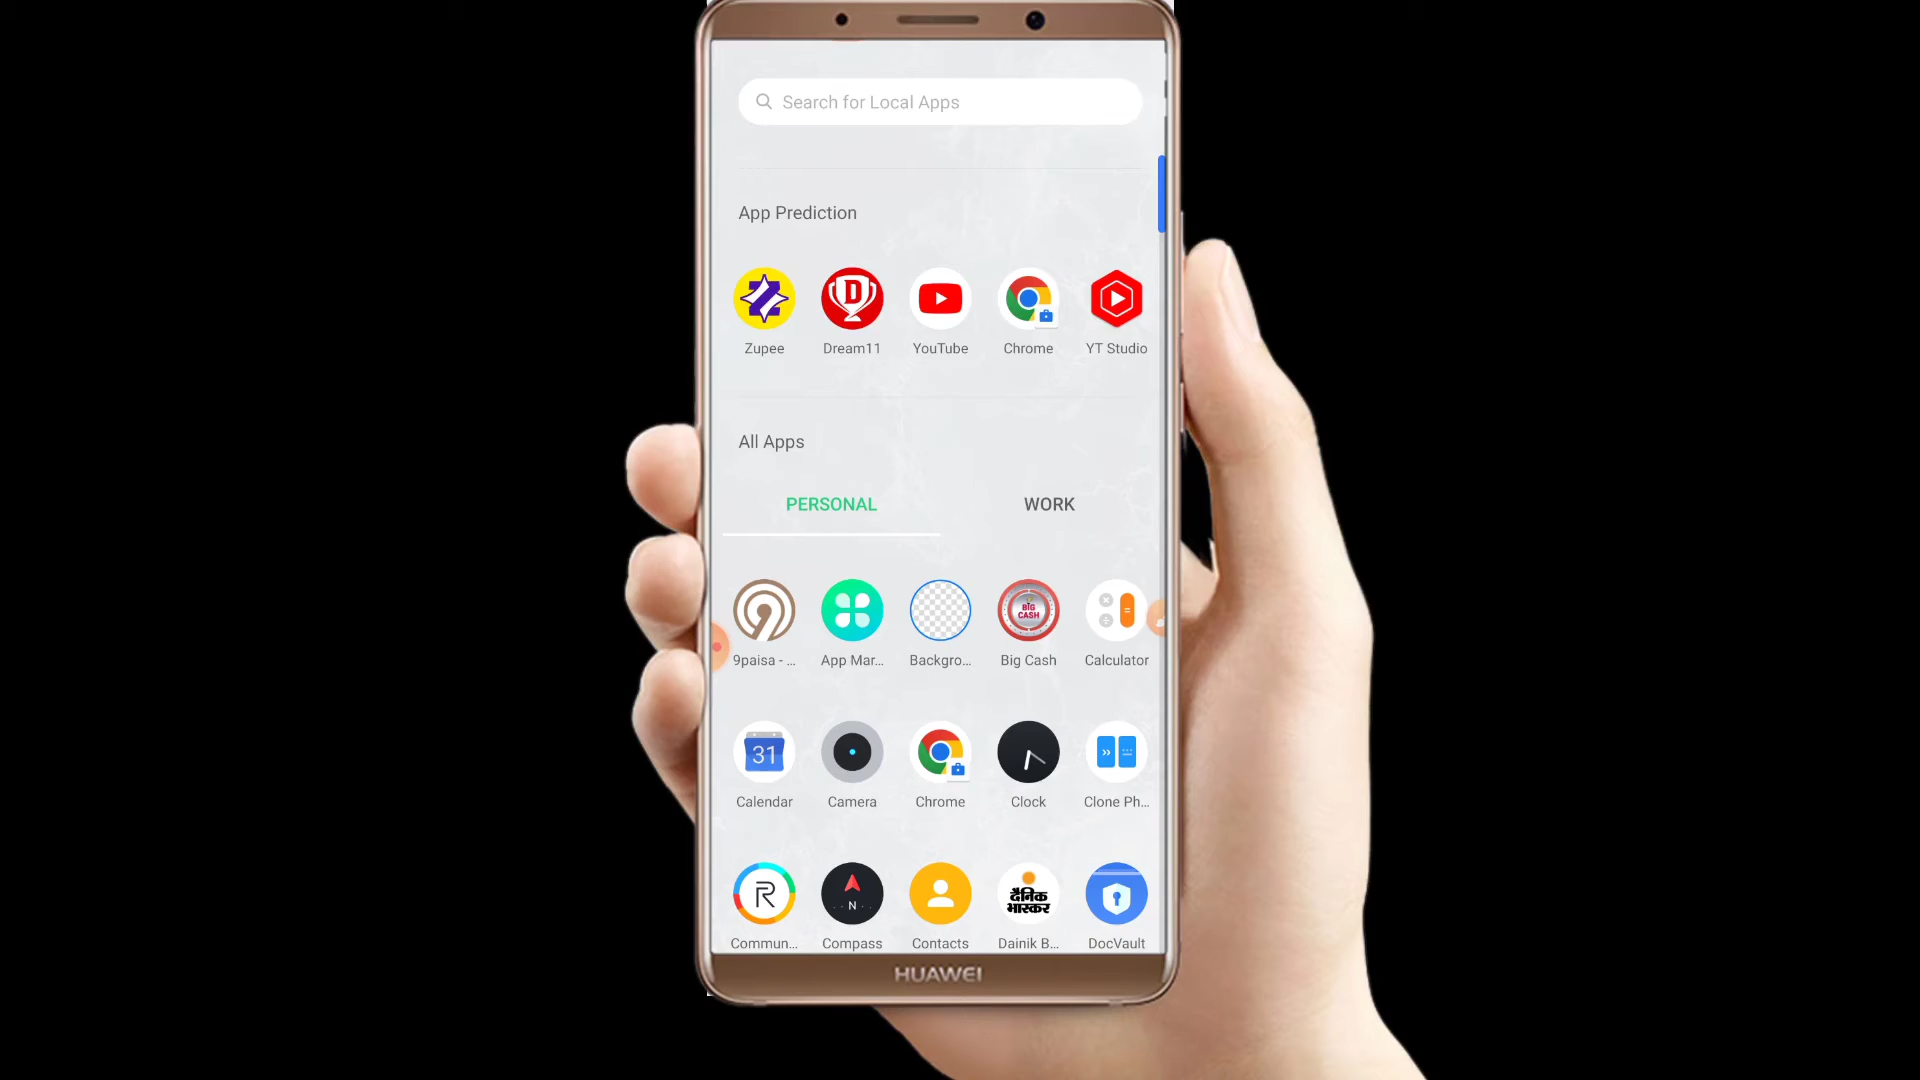 Search for Local Apps
App Prediction
D
Zupee
Dream11
YouTube
Chrome
YT Studio
All Apps
PERSONAL
WORK
BIG
CASH
9paisa - ...
App Mar...
Backgro...
Big Cash
Calculator
31
Calendar
Camera
Chrome
Clock
Clone Ph...
R
N
दैनिक
भास्कर
Commun...
Compass
Contacts
Dainik B...
DocVault
HUAWEI